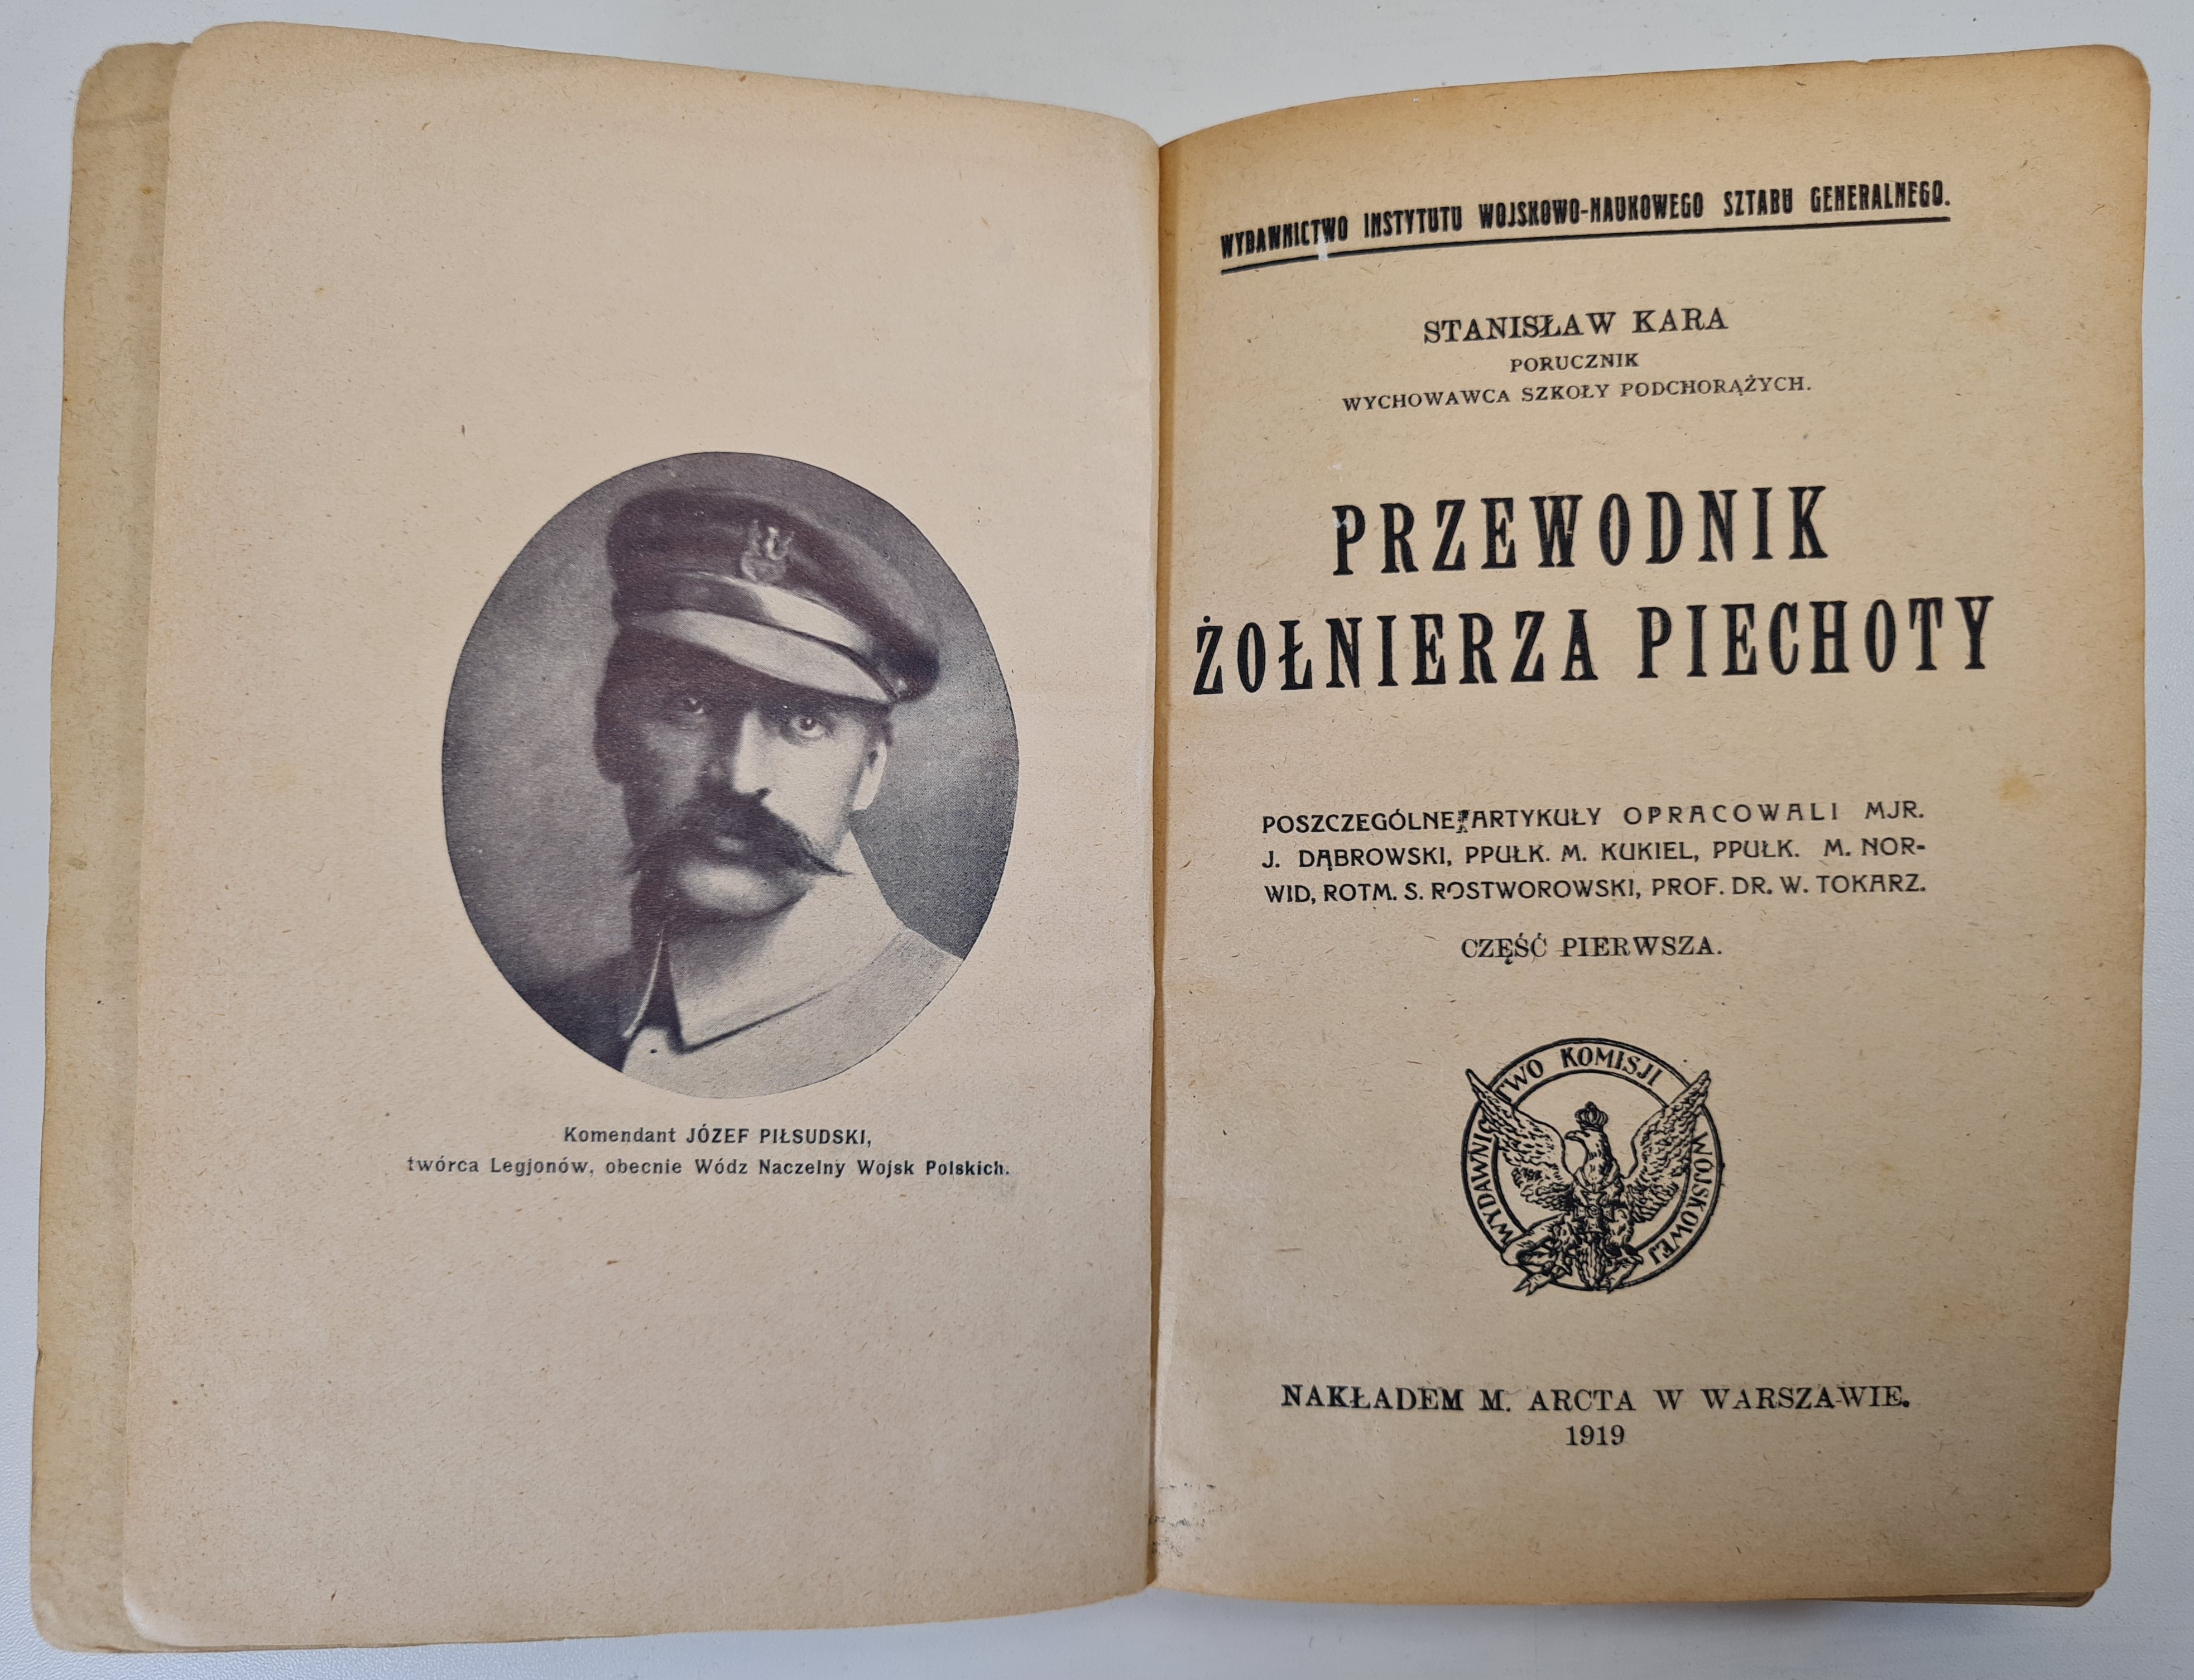 Komendant JÓZEF PIŁSUDSKI,
twórca Legjonów, obecnie Wódz Naczelny Wojsk Polskich.
WYDAWNICTWO INSTYTUTU WOJSKOWO-NAUKOWEGO SZTABU GENERALNEGO.
STANISŁAW KARA
PORUCZNIK
WYCHOWAWCA SZKOŁY PODCHORĄŻYCH.
PRZEWODNIK
ŻOŁNIERZA PIECHOTY
POSZCZEGÓLNE ARTYKUŁY OPRACOWALI MJR.
J. DĄBROWSKI, PPUŁK. M. KUKIEL, PPUŁK. M. NOR-
WID, ROTM. S. ROSTWOROWSKI, PROF. DR. W. TOKARZ.
CZĘŚĆ PIERWSZA.
WYDAWNICTWO KOMISJI WOJSKOWEJ
NAKŁADEM M. ARCTA W WARSZAWIE.
1919